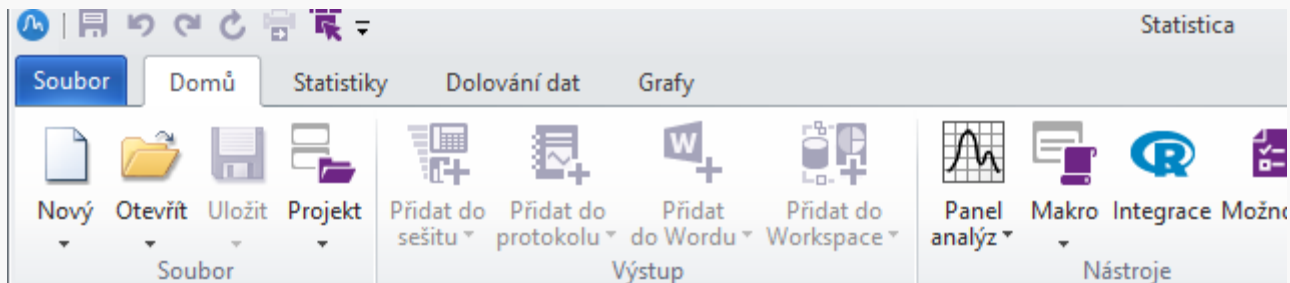 Statistica
Soubor Domů Statistiky Dolování dat Grafy
Nový Otevřít Uložit Projekt Přidat do sešitu Přidat do protokolu Přidat do Wordu Přidat do Workspace Panel analýz Makro Integrace Možno
Soubor Výstup Nástroje